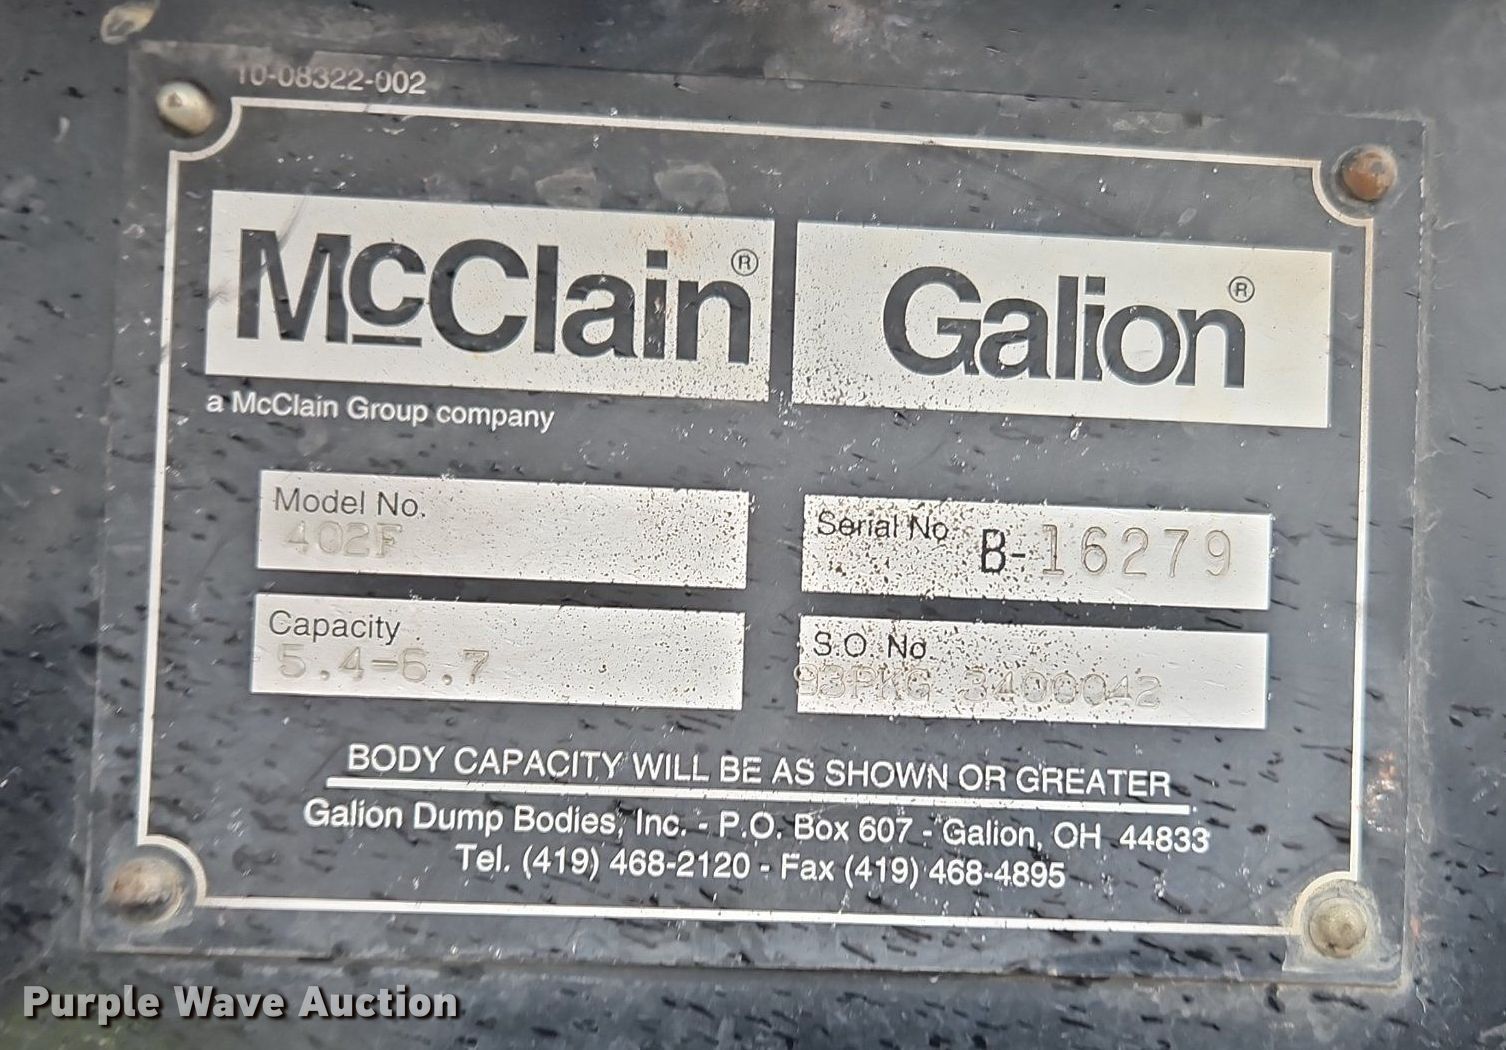 10-08322-002
McClain® Galion®
a McClain Group company
Model No.
402F
Serial No B-16279
Capacity
5.4-6.7
S.O. No
93PKG 3400042
BODY CAPACITY WILL BE AS SHOWN OR GREATER
Galion Dump Bodies, Inc. - P.O. Box 607 - Galion, OH 44833
Tel. (419) 468-2120 - Fax (419) 468-4895
Purple Wave Auction